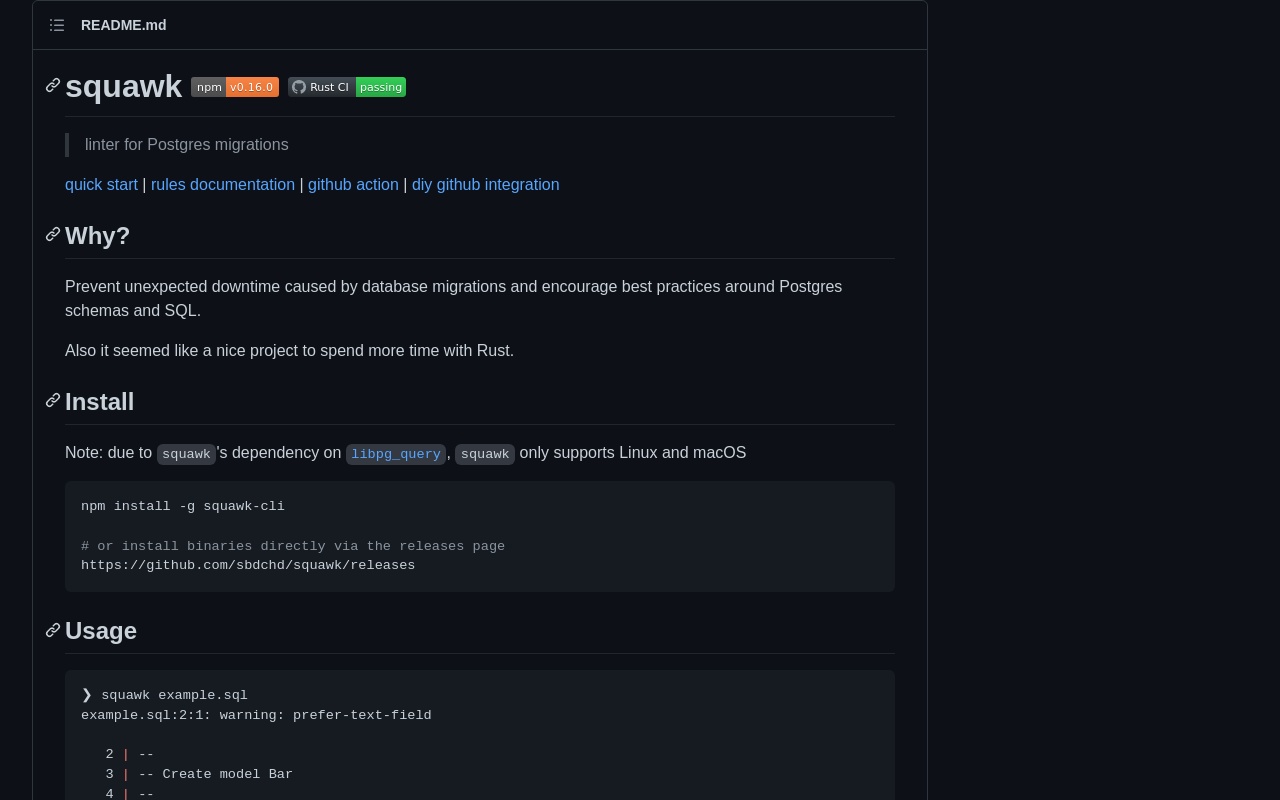 README.md
squawk npm v0.16.0 Rust CI passing
linter for Postgres migrations
quick start | rules documentation | github action | diy github integration
Why?
Prevent unexpected downtime caused by database migrations and encourage best practices around Postgres
schemas and SQL.
Also it seemed like a nice project to spend more time with Rust.
Install
Note: due to squawk's dependency on libpg_query, squawk only supports Linux and macOS
npm install -g squawk-cli
# or install binaries directly via the releases page
https://github.com/sbdchd/squawk/releases
Usage
❯ squawk example.sql
example.sql:2:1: warning: prefer-text-field
2 | --
3 | -- Create model Bar
4 | --